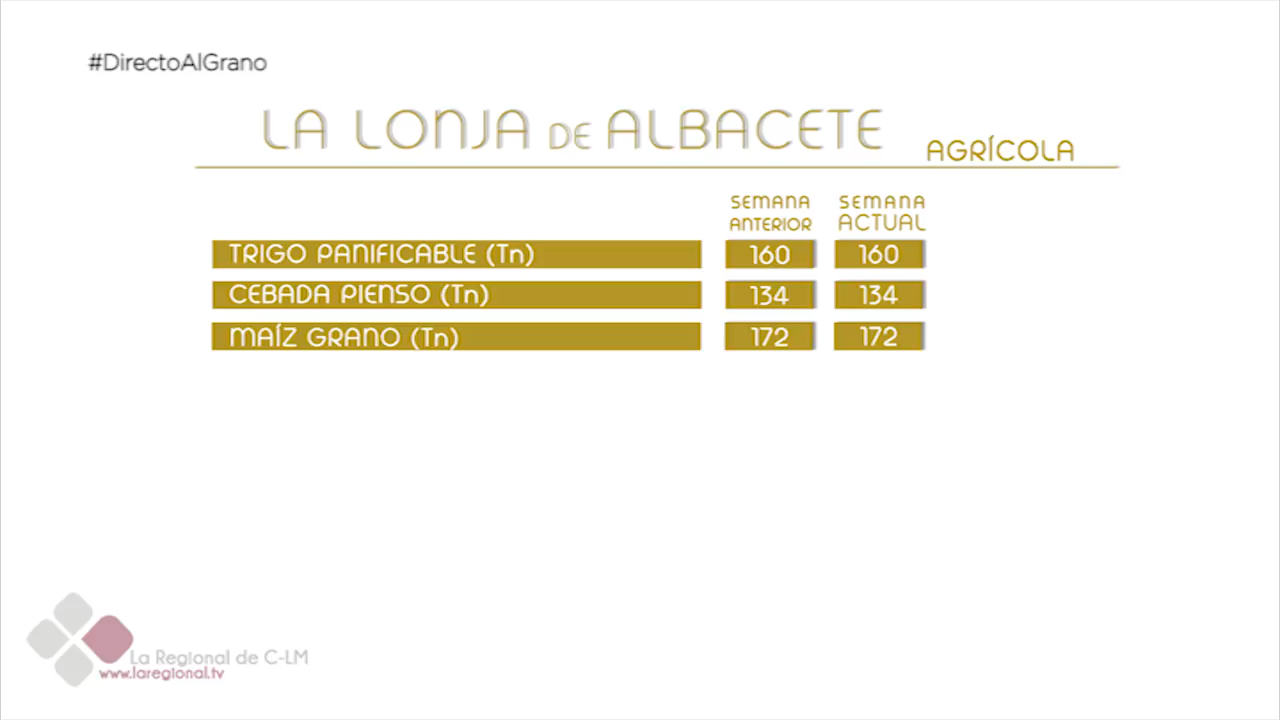 #DirectoAlGrano
LA LONJA DE ALBACETE
AGRÍCOLA
SEMANA ANTERIOR
SEMANA ACTUAL
TRIGO PANIFICABLE (Tn) 160 160
CEBADA PIENSO (Tn) 134 134
MAÍZ GRANO (Tn) 172 172
La Regional de C-LM
www.laregional.tv